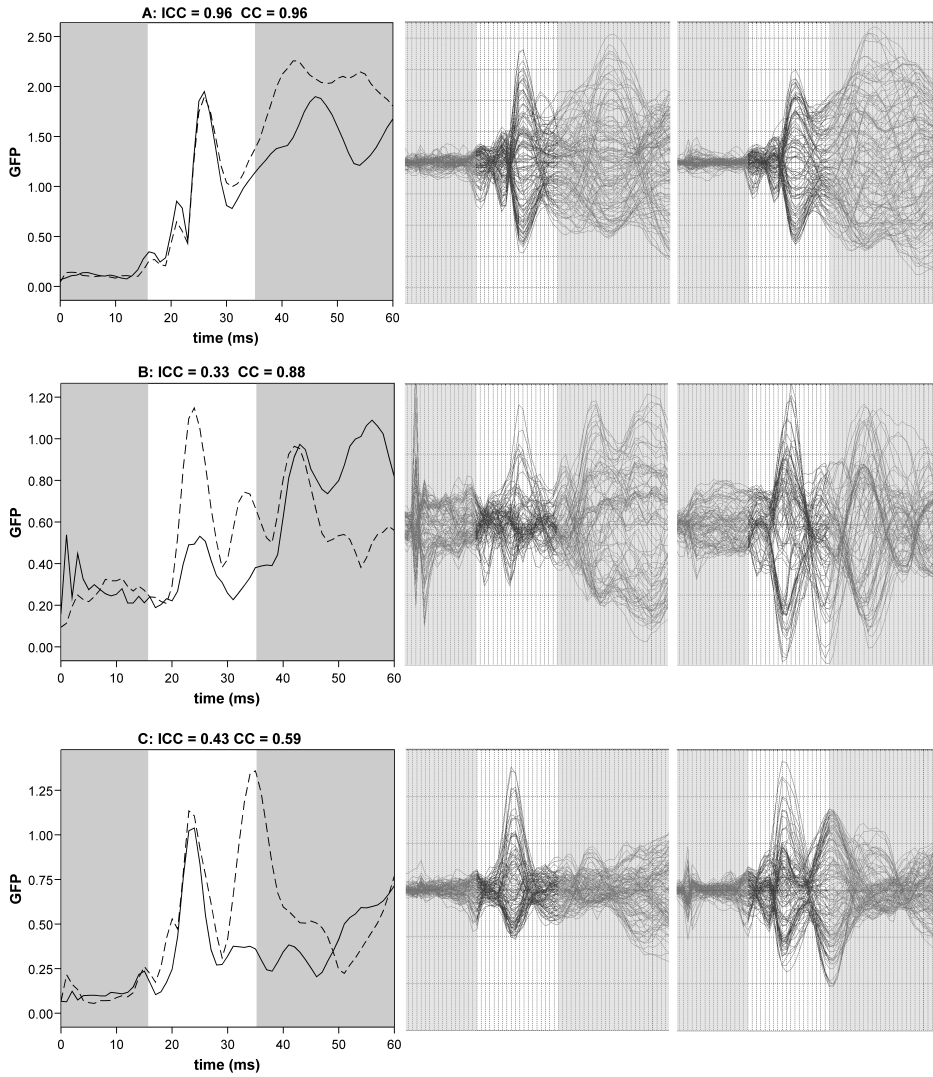 A: ICC = 0.96 CC = 0.96
2.50
2.00
1.50
1.00
0.50
0.00
GFP
0 10 20 30 40 50 60
time (ms)
B: ICC = 0.33 CC = 0.88
1.20
1.00
0.80
0.60
0.40
0.20
0.00
GFP
0 10 20 30 40 50 60
time (ms)
C: ICC = 0.43 CC = 0.59
1.25
1.00
0.75
0.50
0.25
0.00
GFP
0 10 20 30 40 50 60
time (ms)